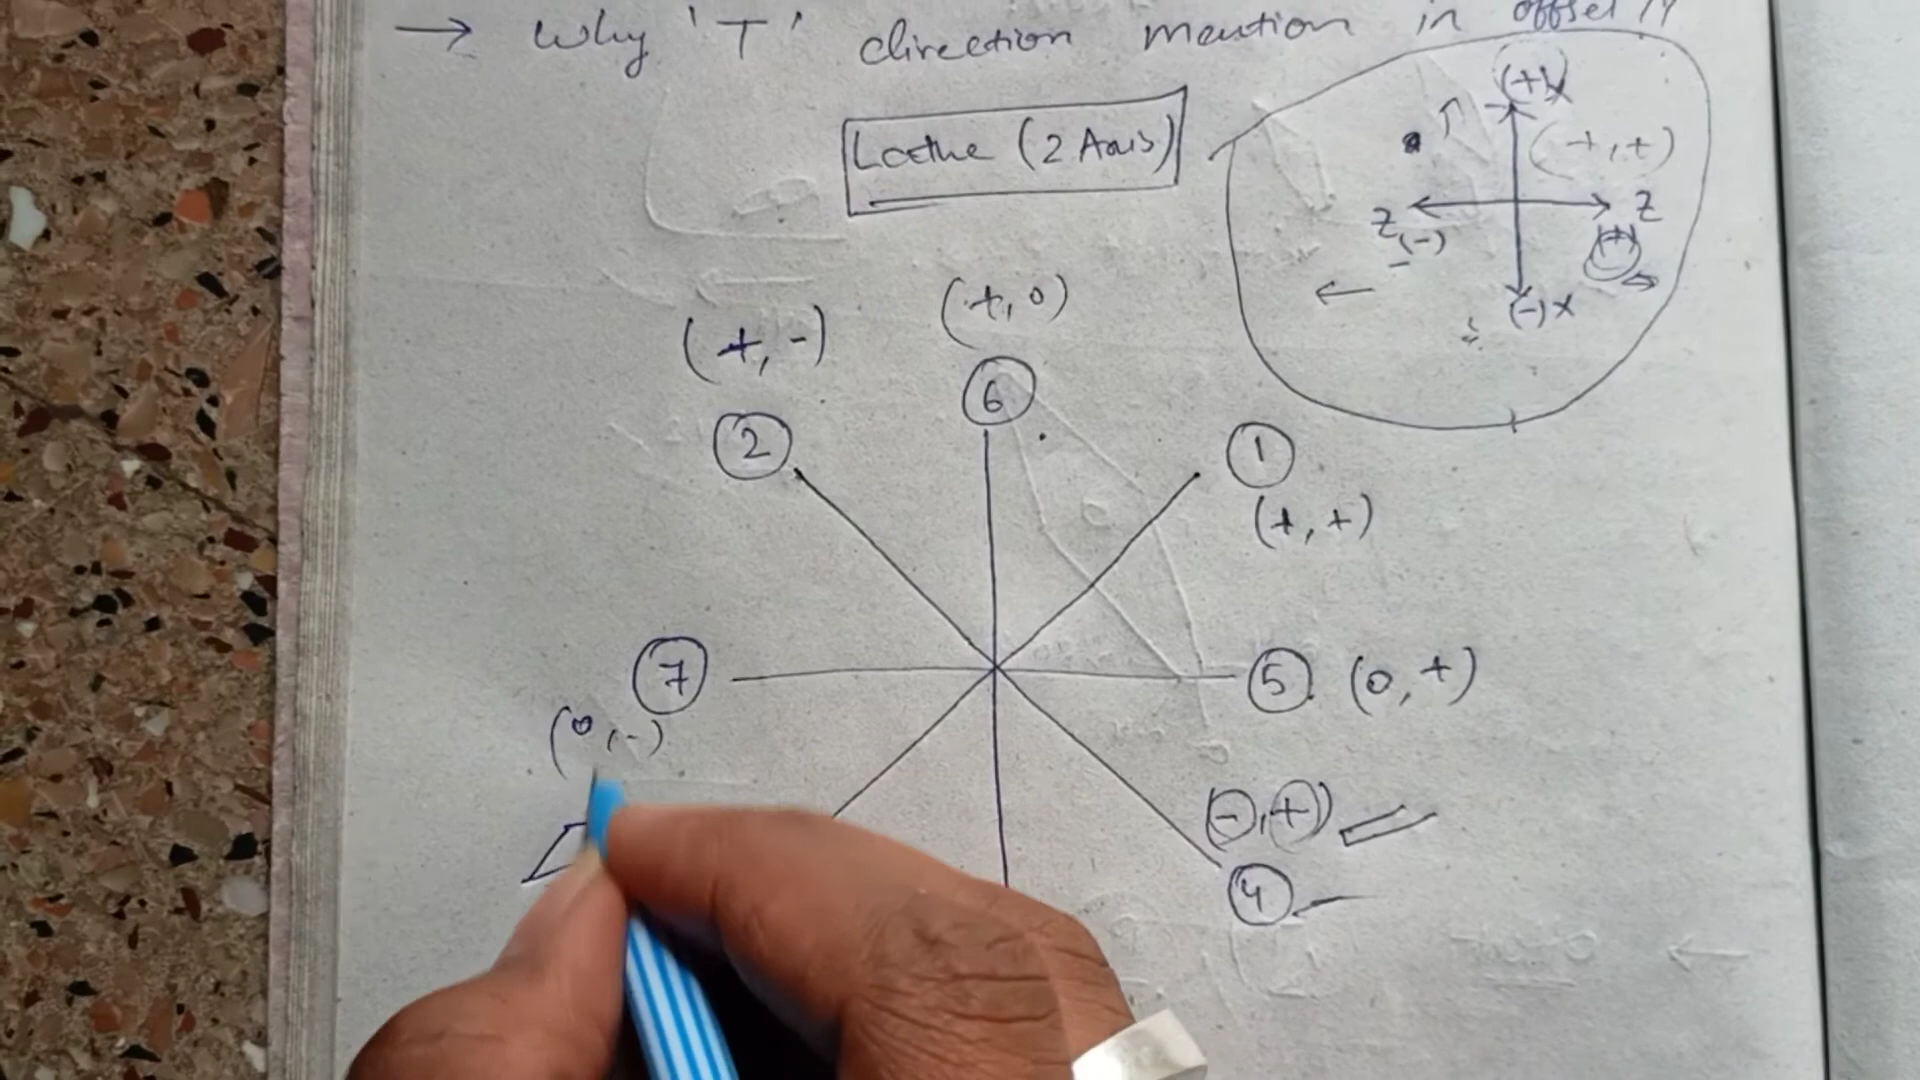 → Why 'T' direction mention in offset
Lathe (2 Axis)
(+)X
(+,+)
Z (-)
Z (+)
(-)X
(+,0)
(+,-)
6
2
1
(+,+)
7
5 (0,+)
(0,-)
(-,+)
4